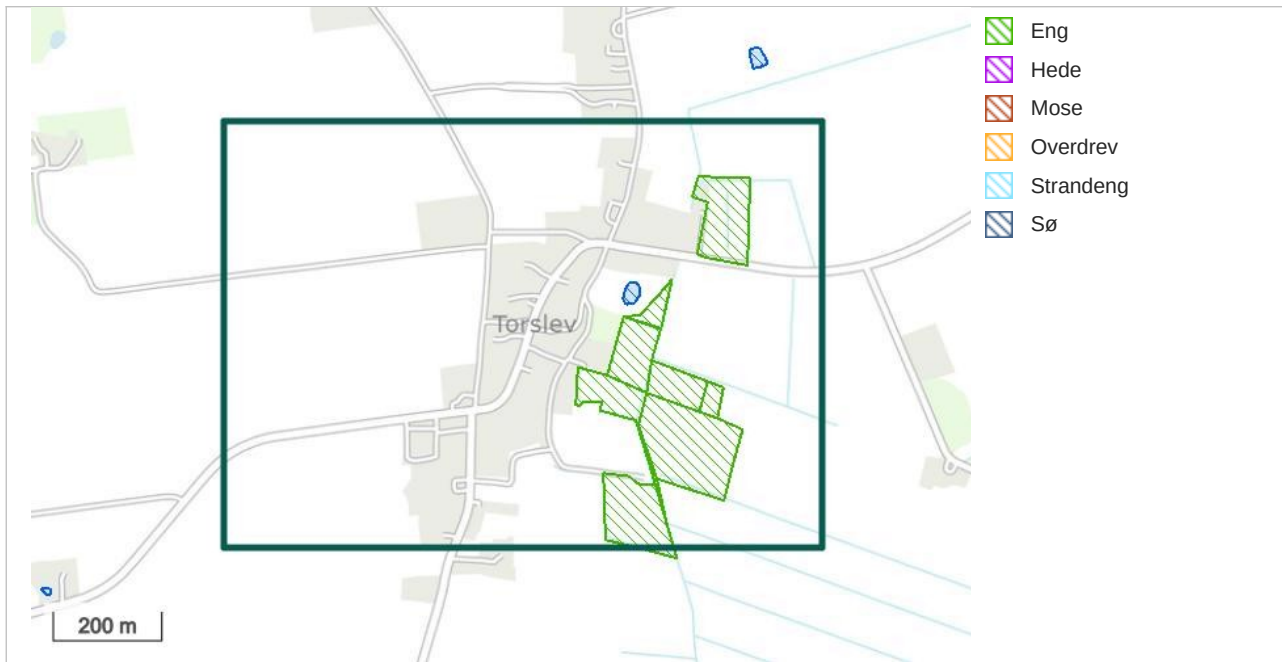 Eng
Hede
Mose
Overdrev
Strandeng
Sø
Torslev
200 m